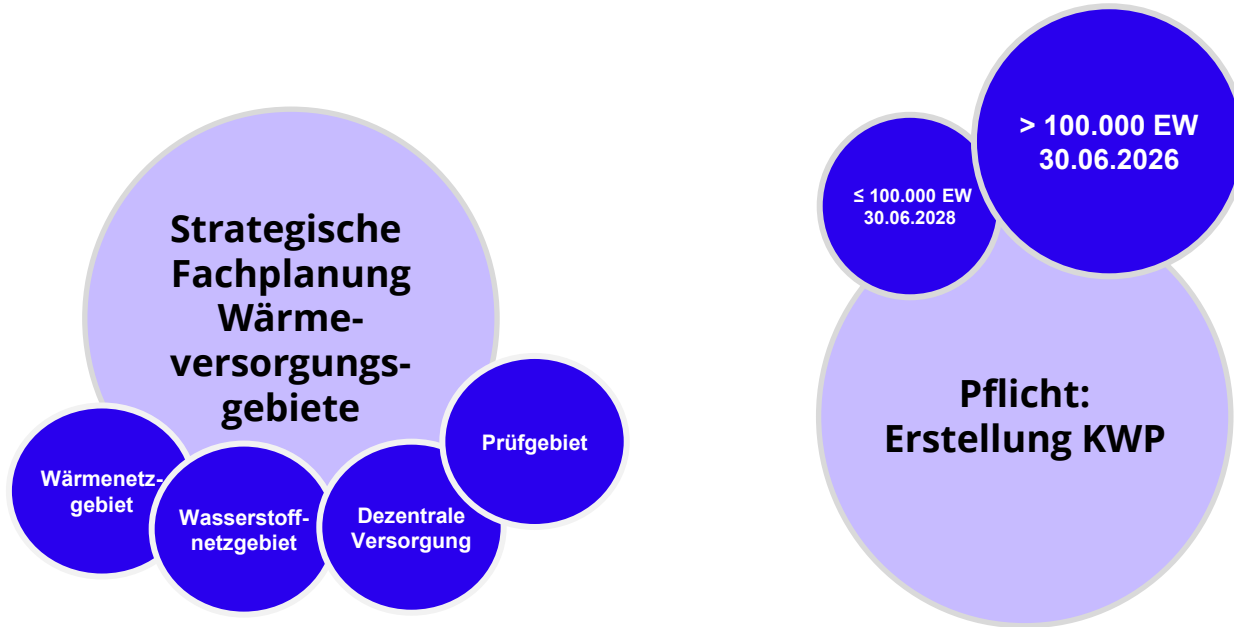 Strategische
Fachplanung
Wärme-
versorgungs-
gebiete
Wärmenetz-
gebiet
Wasserstoff-
netzgebiet
Dezentrale
Versorgung
Prüfgebiet
≤ 100.000 EW
30.06.2028
> 100.000 EW
30.06.2026
Pflicht:
Erstellung KWP